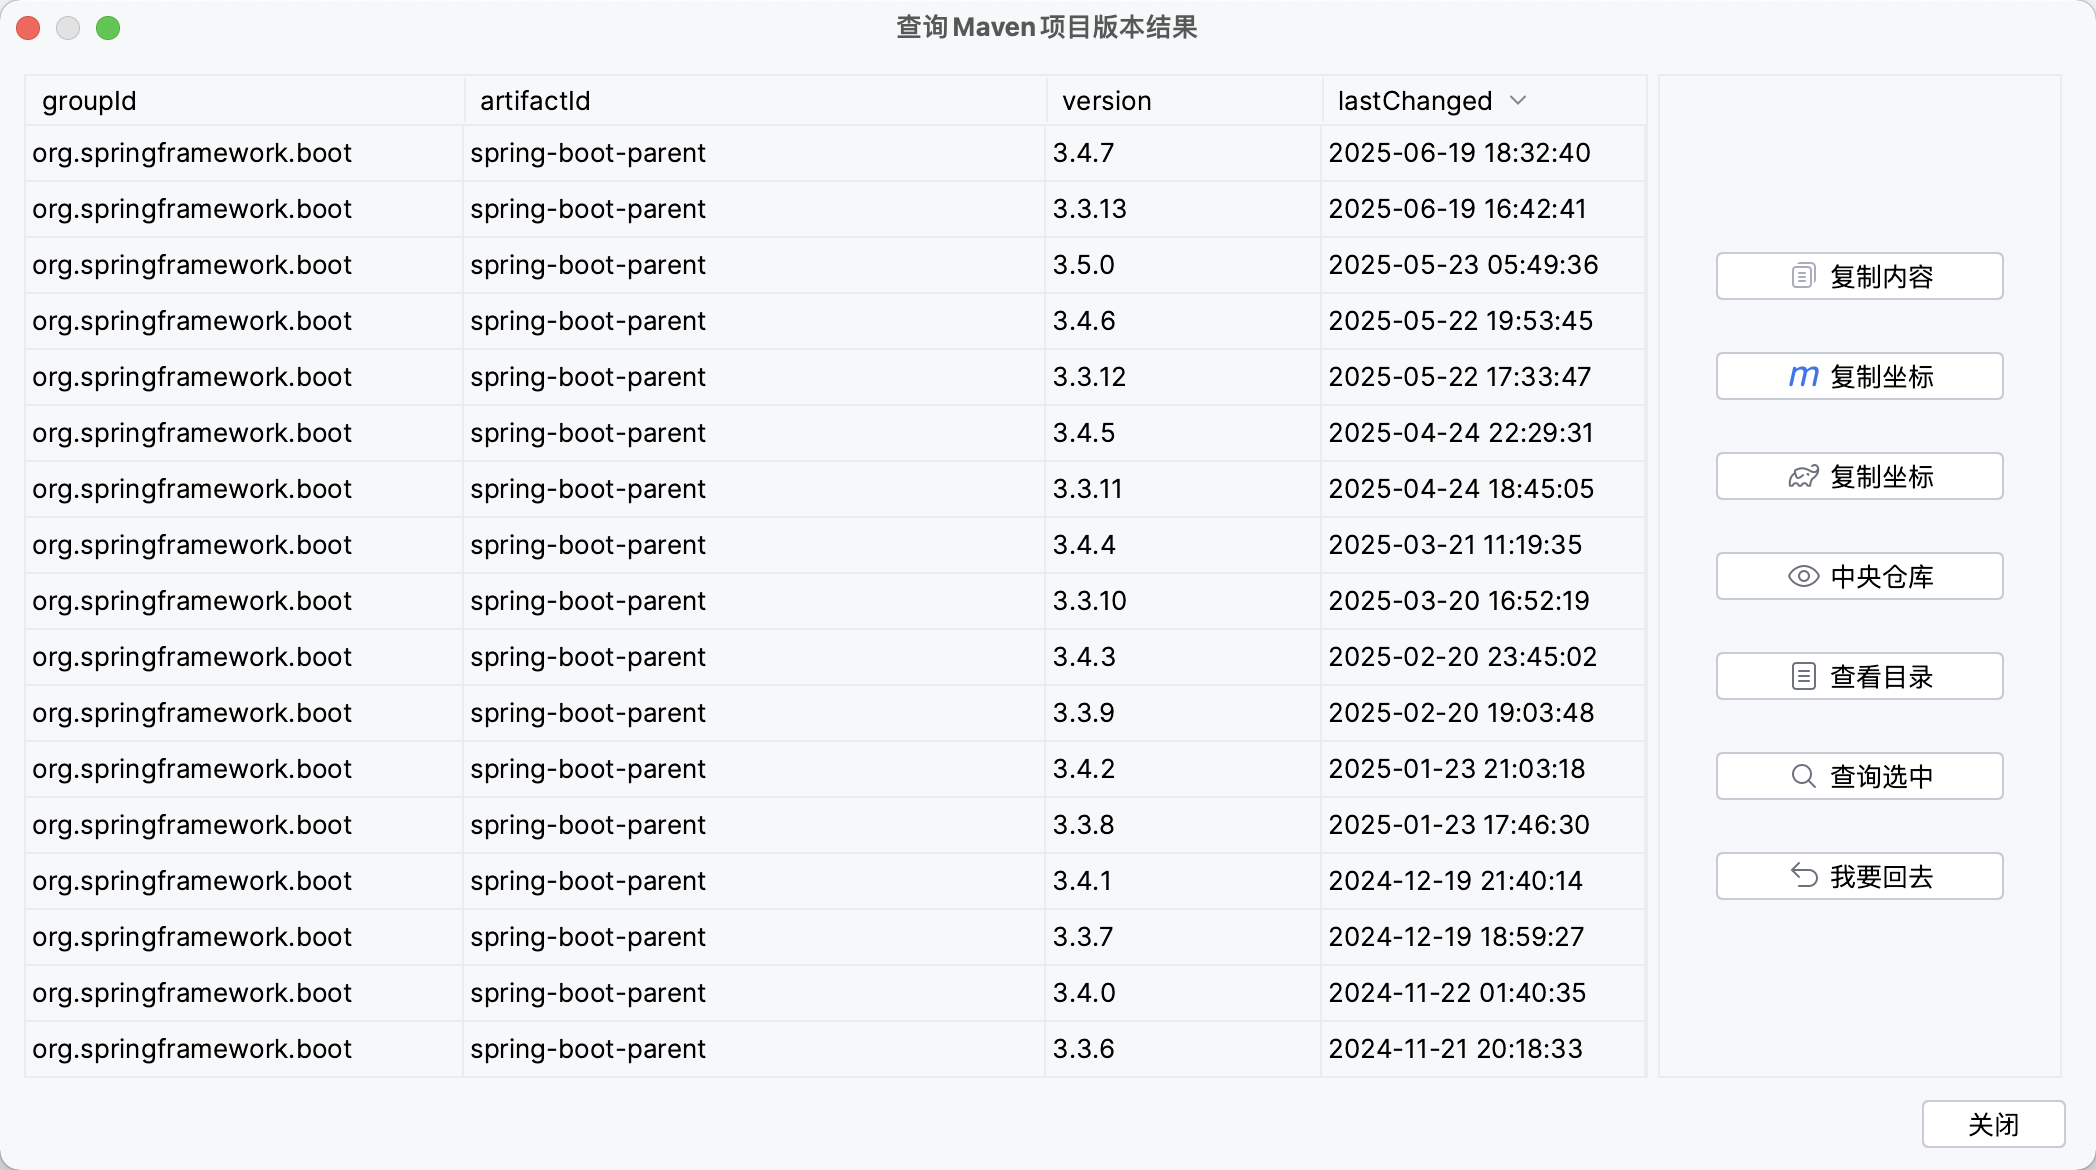 查询Maven项目版本结果
groupId artifactId version lastChanged
org.springframework.boot spring-boot-parent 3.4.7 2025-06-19 18:32:40
org.springframework.boot spring-boot-parent 3.3.13 2025-06-19 16:42:41
org.springframework.boot spring-boot-parent 3.5.0 2025-05-23 05:49:36
org.springframework.boot spring-boot-parent 3.4.6 2025-05-22 19:53:45
org.springframework.boot spring-boot-parent 3.3.12 2025-05-22 17:33:47
org.springframework.boot spring-boot-parent 3.4.5 2025-04-24 22:29:31
org.springframework.boot spring-boot-parent 3.3.11 2025-04-24 18:45:05
org.springframework.boot spring-boot-parent 3.4.4 2025-03-21 11:19:35
org.springframework.boot spring-boot-parent 3.3.10 2025-03-20 16:52:19
org.springframework.boot spring-boot-parent 3.4.3 2025-02-20 23:45:02
org.springframework.boot spring-boot-parent 3.3.9 2025-02-20 19:03:48
org.springframework.boot spring-boot-parent 3.4.2 2025-01-23 21:03:18
org.springframework.boot spring-boot-parent 3.3.8 2025-01-23 17:46:30
org.springframework.boot spring-boot-parent 3.4.1 2024-12-19 21:40:14
org.springframework.boot spring-boot-parent 3.3.7 2024-12-19 18:59:27
org.springframework.boot spring-boot-parent 3.4.0 2024-11-22 01:40:35
org.springframework.boot spring-boot-parent 3.3.6 2024-11-21 20:18:33
复制内容
m 复制坐标
复制坐标
中央仓库
查看目录
查询选中
我要回去
关闭